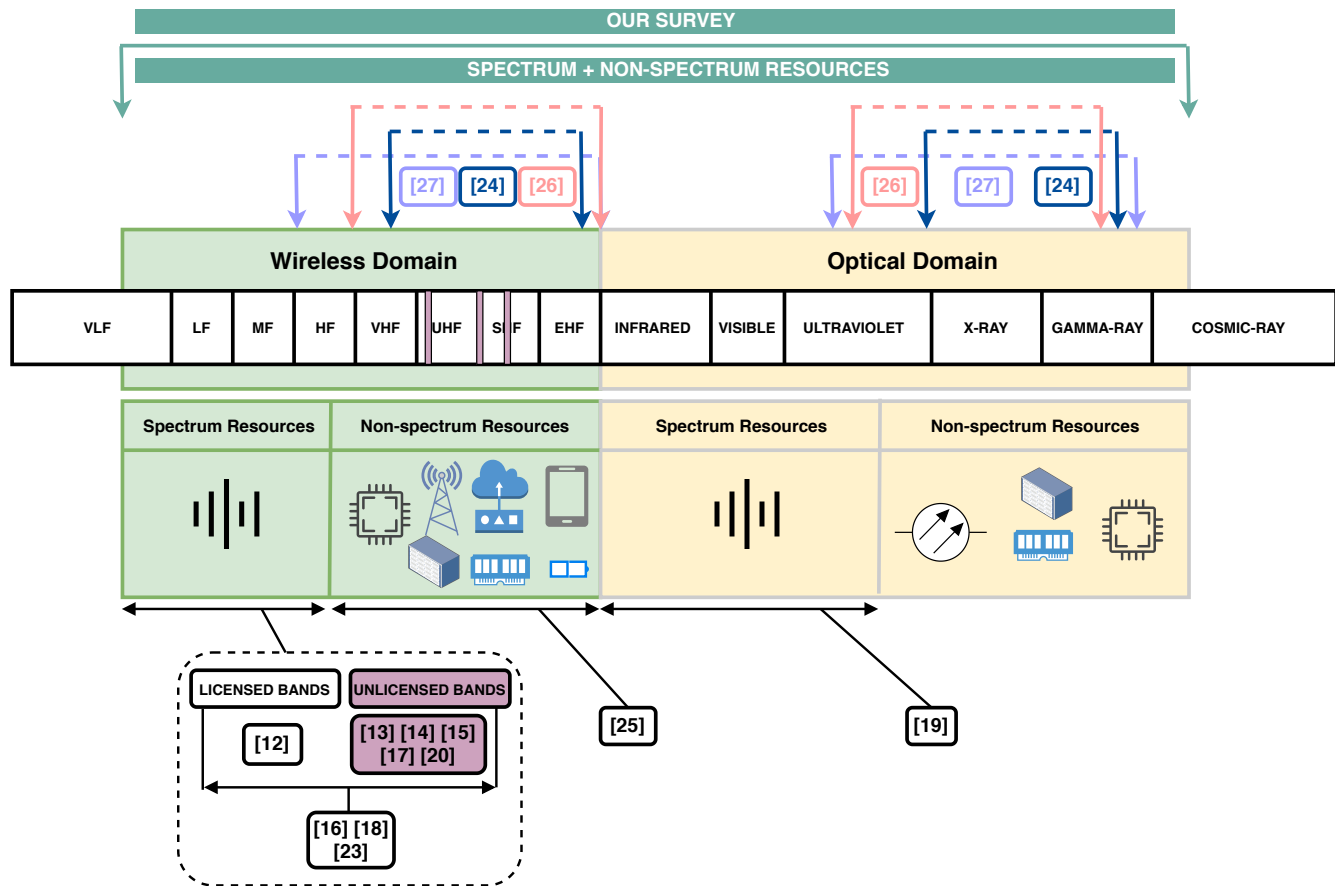 OUR SURVEY
SPECTRUM + NON-SPECTRUM RESOURCES
[27] [24] [26] [26] [27] [24]
Wireless Domain Optical Domain
VLF LF MF HF VHF UHF SHF EHF INFRARED VISIBLE ULTRAVIOLET X-RAY GAMMA-RAY COSMIC-RAY
Spectrum Resources Non-spectrum Resources Spectrum Resources Non-spectrum Resources
LICENSED BANDS UNLICENSED BANDS
[12]
[13] [14] [15]
[17] [20]
[25]
[19]
[16] [18]
[23]